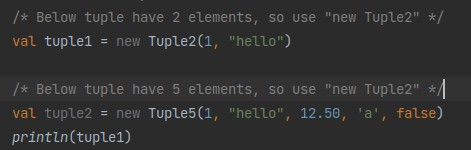 /* Below tuple have 2 elements, so use "new Tuple2" */
val tuple1 = new Tuple2(1, "hello")
/* Below tuple have 5 elements, so use "new Tuple2" */
val tuple2 = new Tuple5(1, "hello", 12.50, 'a', false)
println(tuple1)